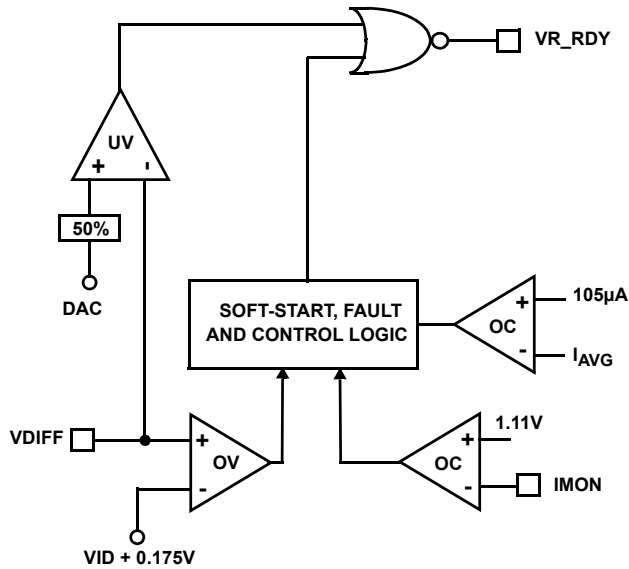 VR_RDY
UV
+ -
50%
DAC
SOFT-START, FAULT
AND CONTROL LOGIC
+ 105µA
OC
- IAVG
VDIFF
+
OV
-
VID + 0.175V
1.11V
+
OC
- IMON